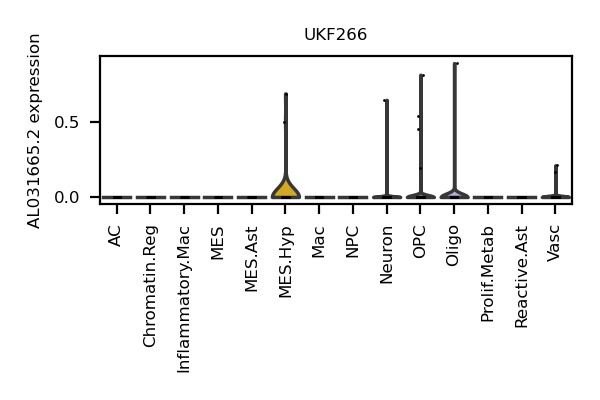 UKF266
AL031665.2 expression
0.5
0.0
AC
Chromatin.Reg
Inflammatory.Mac
MES
MES.Ast
MES.Hyp
Mac
NPC
Neuron
OPC
Oligo
Prolif.Metab
Reactive.Ast
Vasc